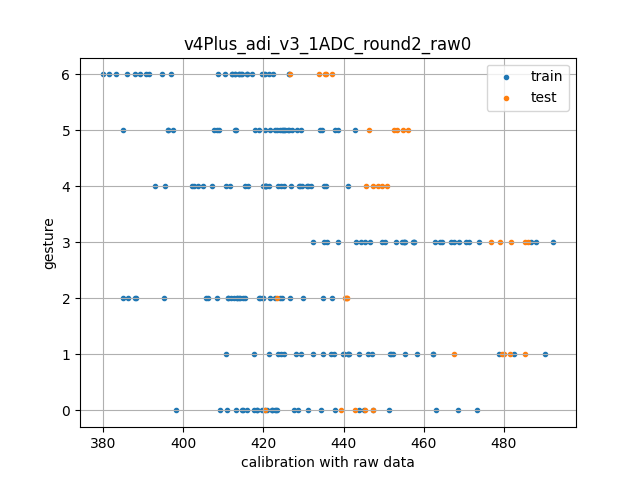 v4Plus_adi_v3_1ADC_round2_raw0
train
test
gesture
6
5
4
3
2
1
0
380 400 420 440 460 480
calibration with raw data